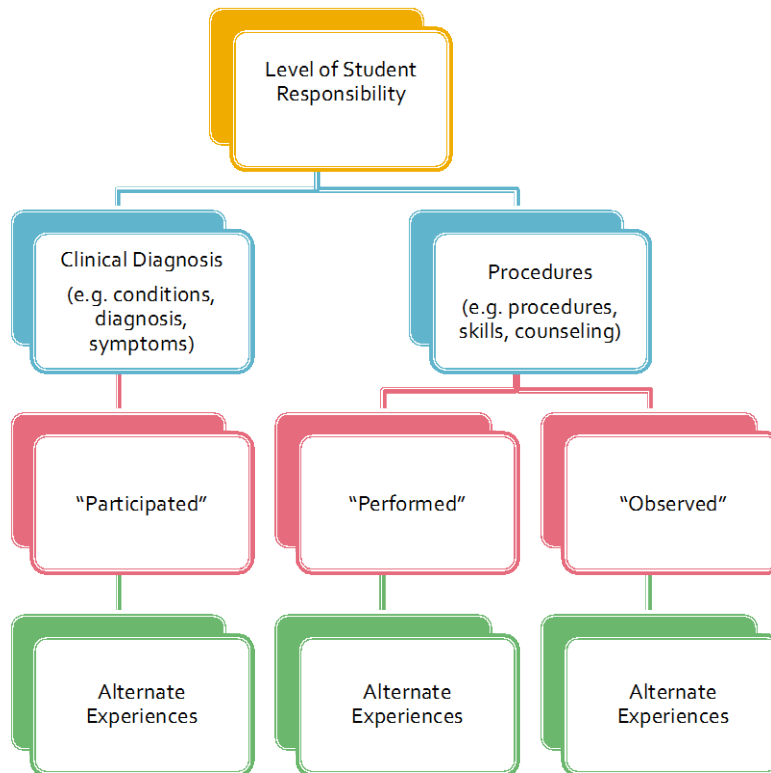 Level of Student
Responsibility
Clinical Diagnosis
(e.g. conditions,
diagnosis,
symptoms)
Procedures
(e.g. procedures,
skills, counseling)
“Participated”
“Performed”
“Observed”
Alternate
Experiences
Alternate
Experiences
Alternate
Experiences